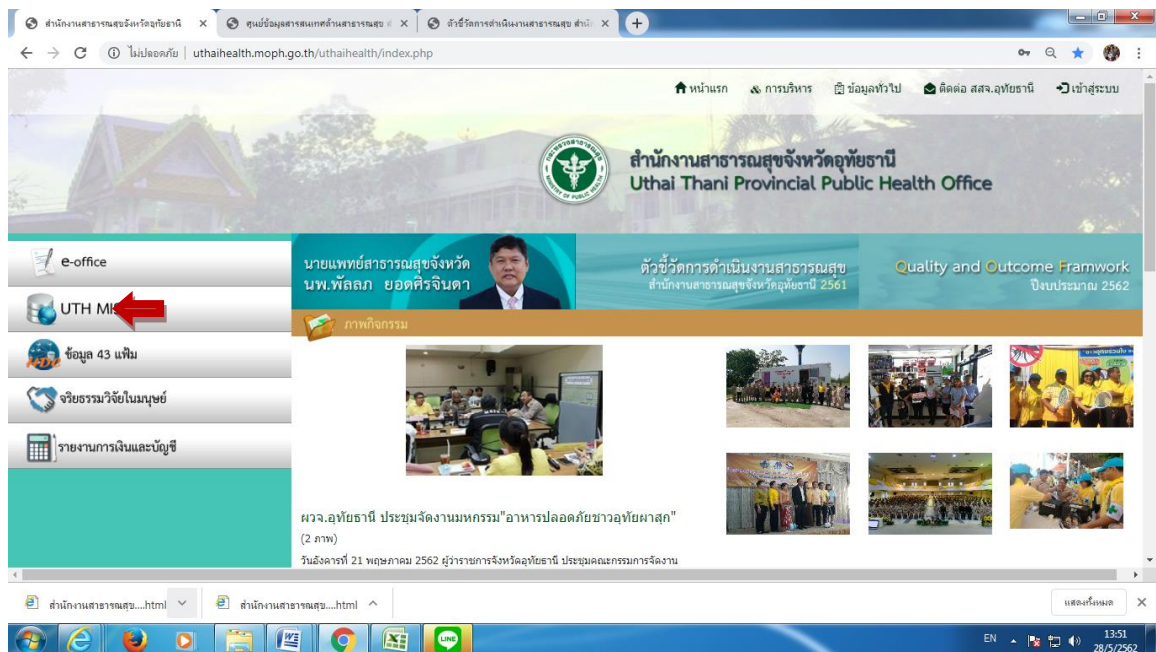 สำนักงานสาธารณสุขจังหวัดอุทัยธานี
ศูนย์ข้อมูลสารสนเทศด้านสาธารณสุข
ตัวชี้วัดการดำเนินงานสาธารณสุข สำนั
ไม่ปลอดภัย | uthaihealth.moph.go.th/uthaihealth/index.php
หน้าแรก การบริหาร ข้อมูลทั่วไป ติดต่อ สสจ.อุทัยธานี เข้าสู่ระบบ
กระทรวงสาธารณสุข
MINISTRY OF PUBLIC HEALTH
สำนักงานสาธารณสุขจังหวัดอุทัยธานี
Uthai Thani Provincial Public Health Office
e-office
UTH
ข้อมูล 43 แฟ้ม
จริยธรรมวิจัยในมนุษย์
รายงานการเงินและบัญชี
นายแพทย์สาธารณสุขจังหวัด
นพ.พัลลภ ยอดศิรจินดา
ตัวชี้วัดการดำเนินงานสาธารณสุข
สำนักงานสาธารณสุขจังหวัดอุทัยธานี 2561
Quality and Outcome Framwork
ปีงบประมาณ 2562
ภาพกิจกรรม
ผวจ.อุทัยธานี ประชุมจัดงานมหกรรม"อาหารปลอดภัยชาวอุทัยผาสุก"
(2 ภาพ)
วันอังคารที่ 21 พฤษภาคม 2562 ผู้ว่าราชการจังหวัดอุทัยธานี ประชุมคณะกรรมการจัดงาน
สำนักงานสาธารณสุข....html
สำนักงานสาธารณสุข....html
แสดงทั้งหมด
LINE
EN
13:51
28/5/2562